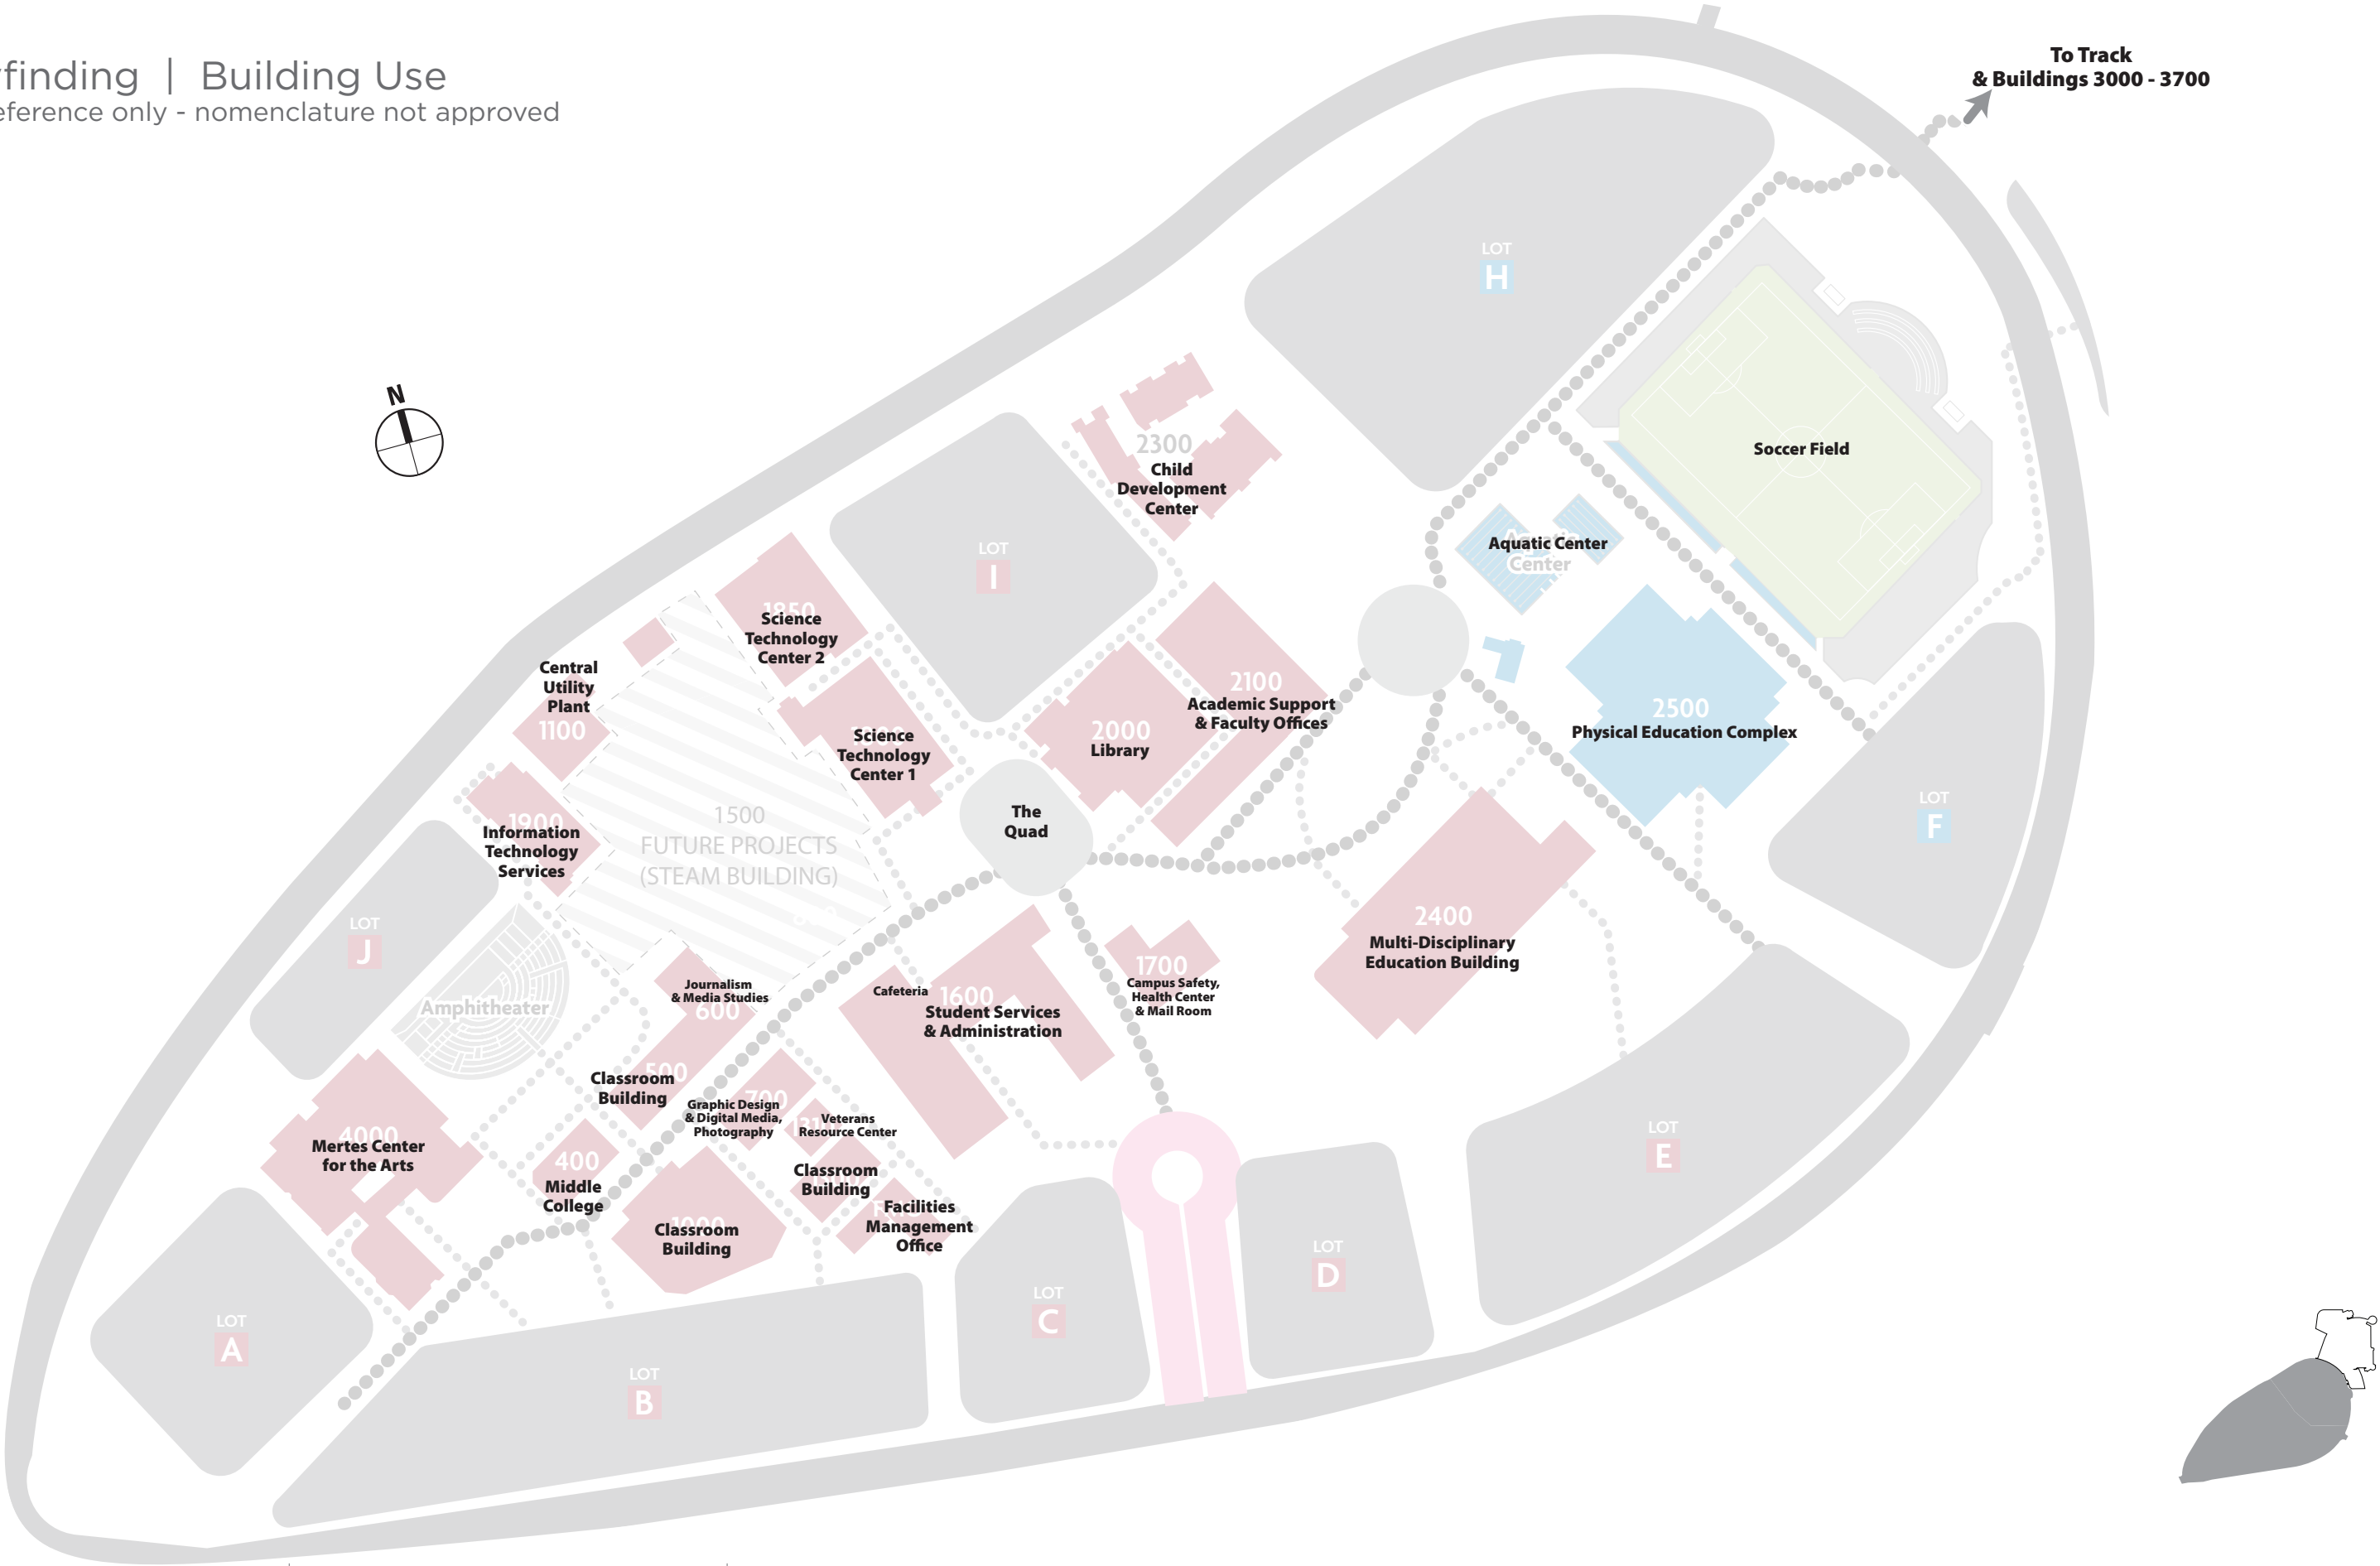 finding | Building Use
eference only - nomenclature not approved
To Track
& Buildings 3000 - 3700
N
LOT
H
Soccer Field
2300
Child
Development
Center
Aquatic Center
Aquatic
Center
LOT
I
1850
Science
Technology
Center 2
Central
Utility
Plant
1100
Science
Technology
Center 1
2100
Academic Support
& Faculty Offices
2000
Library
2500
Physical Education Complex
The
Quad
1500
FUTURE PROJECTS
(STEAM BUILDING)
1900
Information
Technology
Services
LOT
F
LOT
J
Amphitheater
Journalism
& Media Studies
600
Cafeteria
1600
Student Services
& Administration
1700
Campus Safety,
Health Center
& Mail Room
2400
Multi-Disciplinary
Education Building
500
Classroom
Building
700
Graphic Design
& Digital Media,
Photography
Veterans
Resource Center
4000
Mertes Center
for the Arts
400
Middle
College
Classroom
Building
Facilities
Management
Office
Classroom
Building
LOT
E
LOT
D
LOT
C
LOT
A
LOT
B